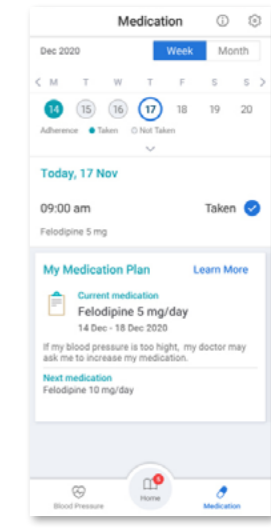 Medication
Dec 2020
Week
Month
M T W T F S S
14 15 16 17 18 19 20
Adherence Taken Not Taken
Today, 17 Nov
09:00 am
Taken
Felodipine 5 mg
My Medication Plan
Learn More
Current medication
Felodipine 5 mg/day
14 Dec - 18 Dec 2020
If my blood pressure is too hight, my doctor may
ask me to increase my medication.
Next medication
Felodipine 10 mg/day
Blood Pressure
Home
Medication